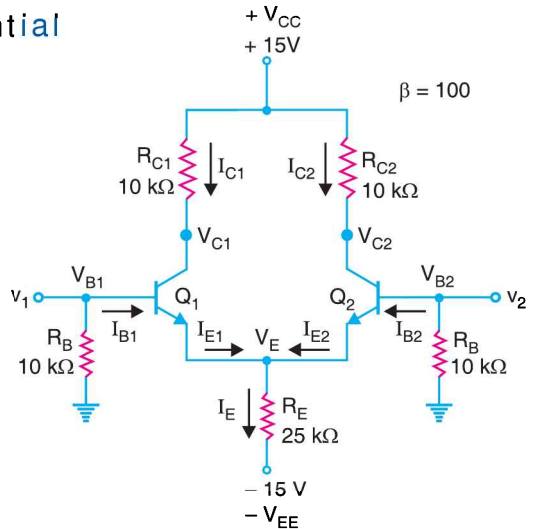 ntial
+ VCC
+ 15V
β = 100
RC1
10 kΩ
IC1
IC2
RC2
10 kΩ
VC1
VC2
v1
VB1
Q1
Q2
VB2
v2
IB1
IE1
VE
IE2
IB2
RB
10 kΩ
RB
10 kΩ
IE
RE
25 kΩ
– 15 V
– VEE